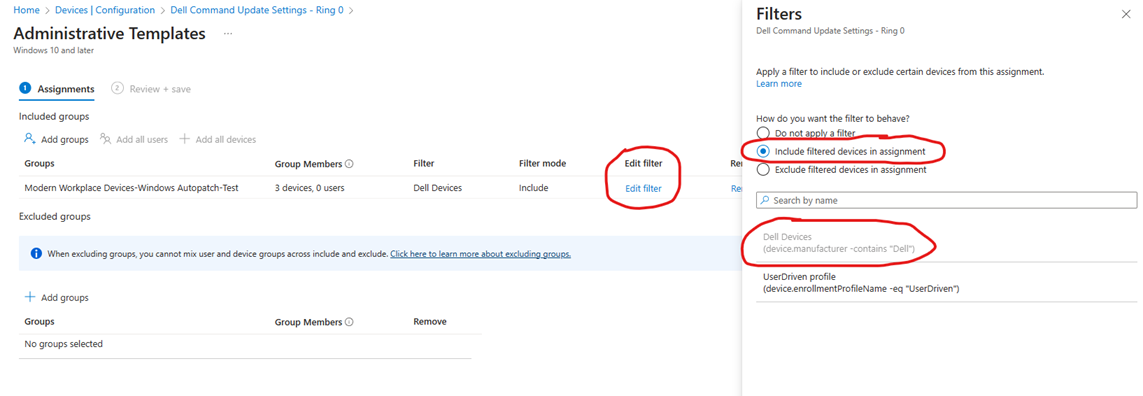 Home > Devices | Configuration > Dell Command Update Settings - Ring 0 >
Administrative Templates ...
Windows 10 and later
1 Assignments 2 Review + save
Included groups
Add groups Add all users Add all devices
Groups Group Members Filter Filter mode Edit filter
Modern Workplace Devices-Windows Autopatch-Test 3 devices, 0 users Dell Devices Include Edit filter
Excluded groups
When excluding groups, you cannot mix user and device groups across include and exclude. Click here to learn more about excluding groups.
Add groups
Groups Group Members Remove
No groups selected
Filters
Dell Command Update Settings - Ring 0
Apply a filter to include or exclude certain devices from this assignment.
Learn more
How do you want the filter to behave?
Do not apply a filter
Include filtered devices in assignment
Exclude filtered devices in assignment
Search by name
Dell Devices
(device.manufacturer -contains "Dell")
UserDriven profile
(device.enrollmentProfileName -eq "UserDriven")